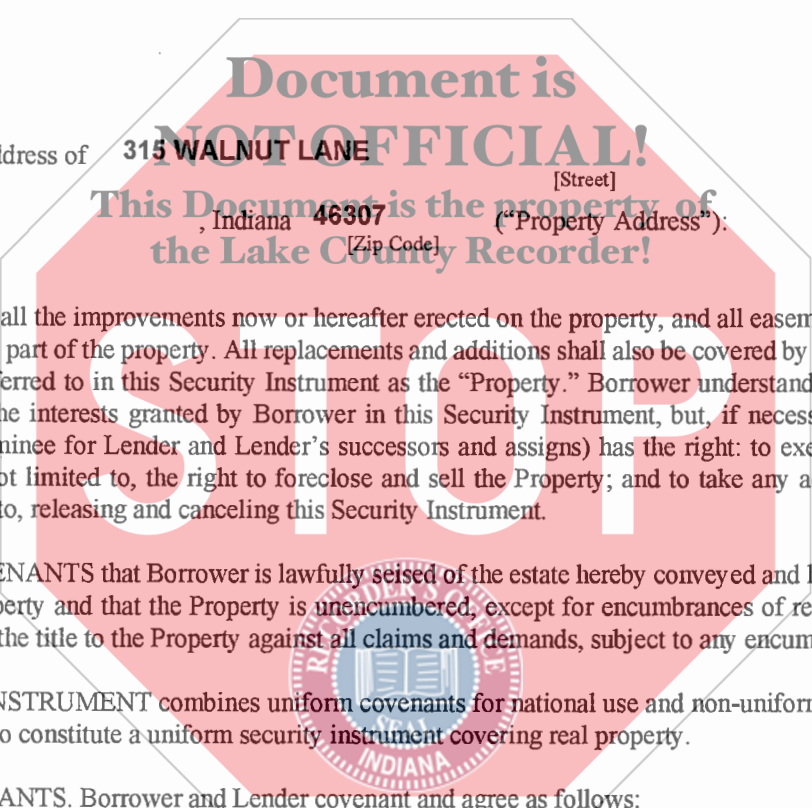 Document is
NOT OFFICIAL!
ddress of 315 WALNUT LANE
[Street]
This Document is the property of
, Indiana 46307 (“Property Address”):
the Lake County Recorder!
[Zip Code]
all the improvements now or hereafter erected on the property, and all easem
part of the property. All replacements and additions shall also be covered by
erred to in this Security Instrument as the “Property.” Borrower understand
he interests granted by Borrower in this Security Instrument, but, if necess
minee for Lender and Lender’s successors and assigns) has the right: to exe
ot limited to, the right to foreclose and sell the Property; and to take any a
to, releasing and canceling this Security Instrument.
STOP
ENANTS that Borrower is lawfully seised of the estate hereby conveyed and h
perty and that the Property is unencumbered, except for encumbrances of re
the title to the Property against all claims and demands, subject to any encum
NSTRUMENT combines uniform covenants for national use and non-uniform
o constitute a uniform security instrument covering real property.
RECORDER'S OFFICE
SEAL
INDIANA
ANTS. Borrower and Lender covenant and agree as follows: